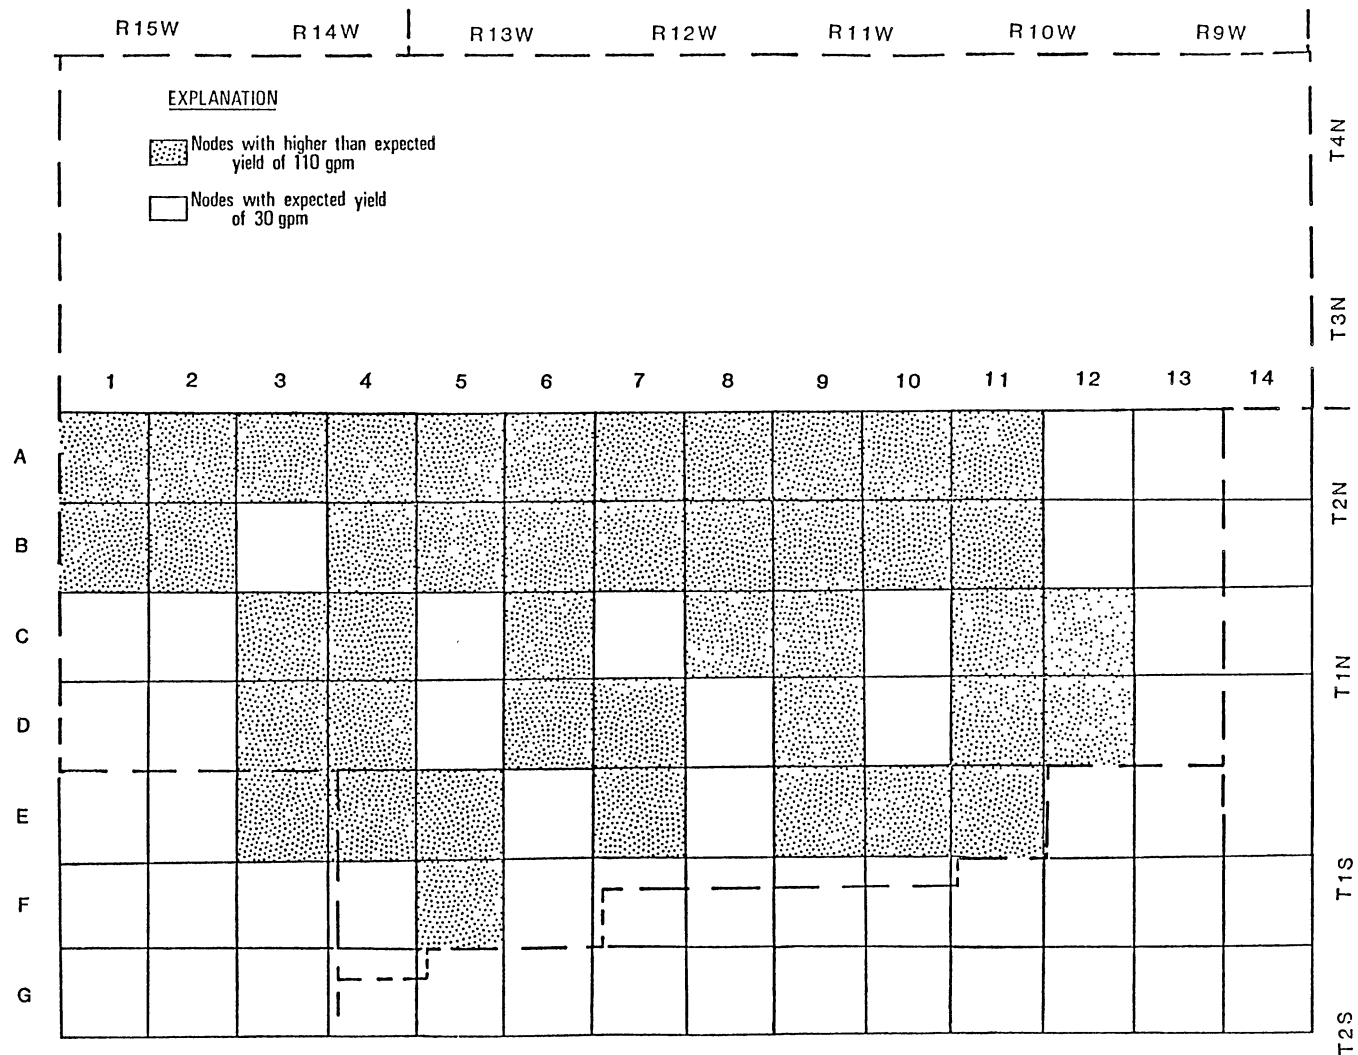 R15W R14W R13W R12W R11W R10W R9W
EXPLANATION
Nodes with higher than expected
yield of 110 gpm
Nodes with expected yield
of 30 gpm
T4N
T3N
1 2 3 4 5 6 7 8 9 10 11 12 13 14
A
T2N
B
C
T1N
D
E
T1S
F
G
T2S